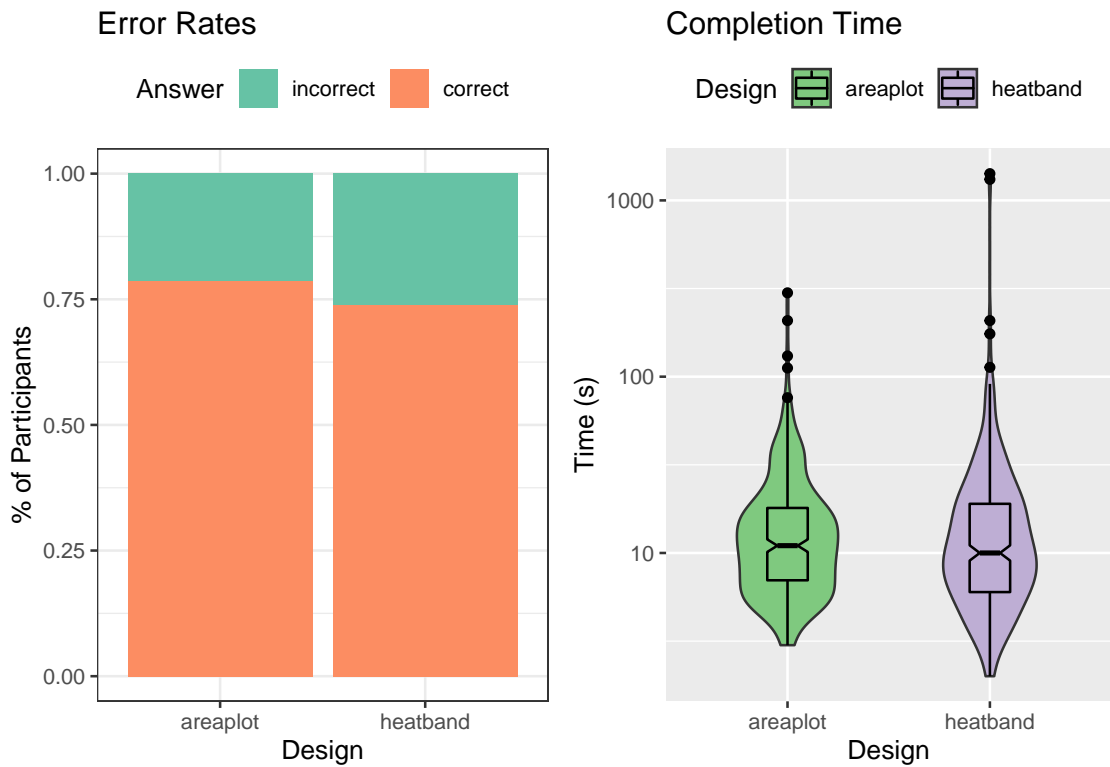 Error Rates
Answer incorrect correct
% of Participants
1.00
0.75
0.50
0.25
0.00
areaplot heatband
Design
Completion Time
Design areaplot heatband
Time (s)
1000
100
10
areaplot heatband
Design